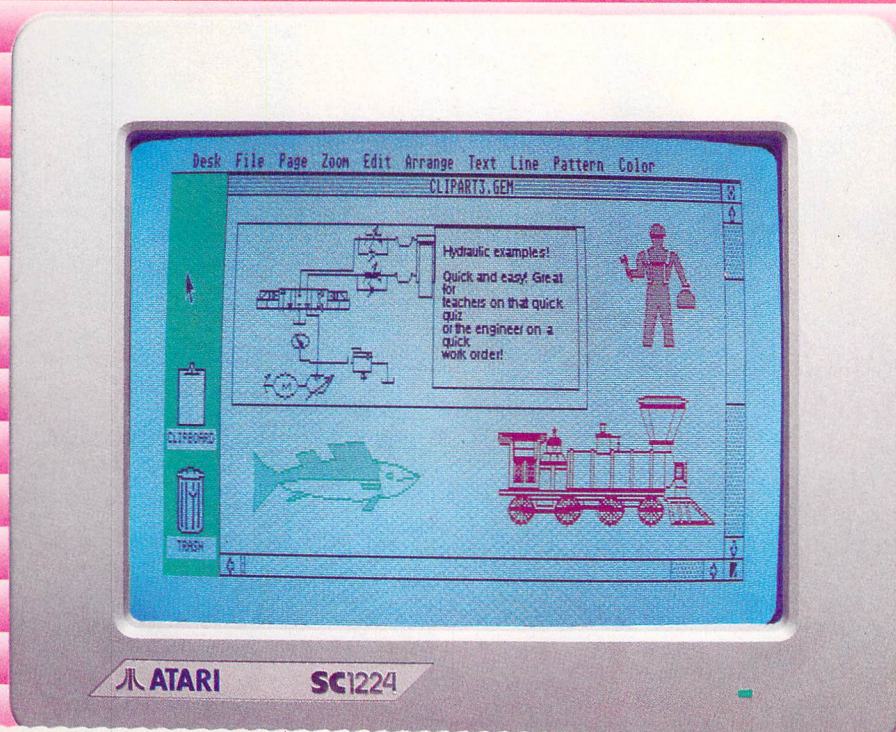 Desk File Page Zoom Edit Arrange Text Line Pattern Color
CLIPART3.GEM
Hydraulic examples!
Quick and easy! Great
for
teachers on that quick
quiz
or the engineer on a
quick
work order!
M
CLIPBOARD
TRASH
ATARI SC1224